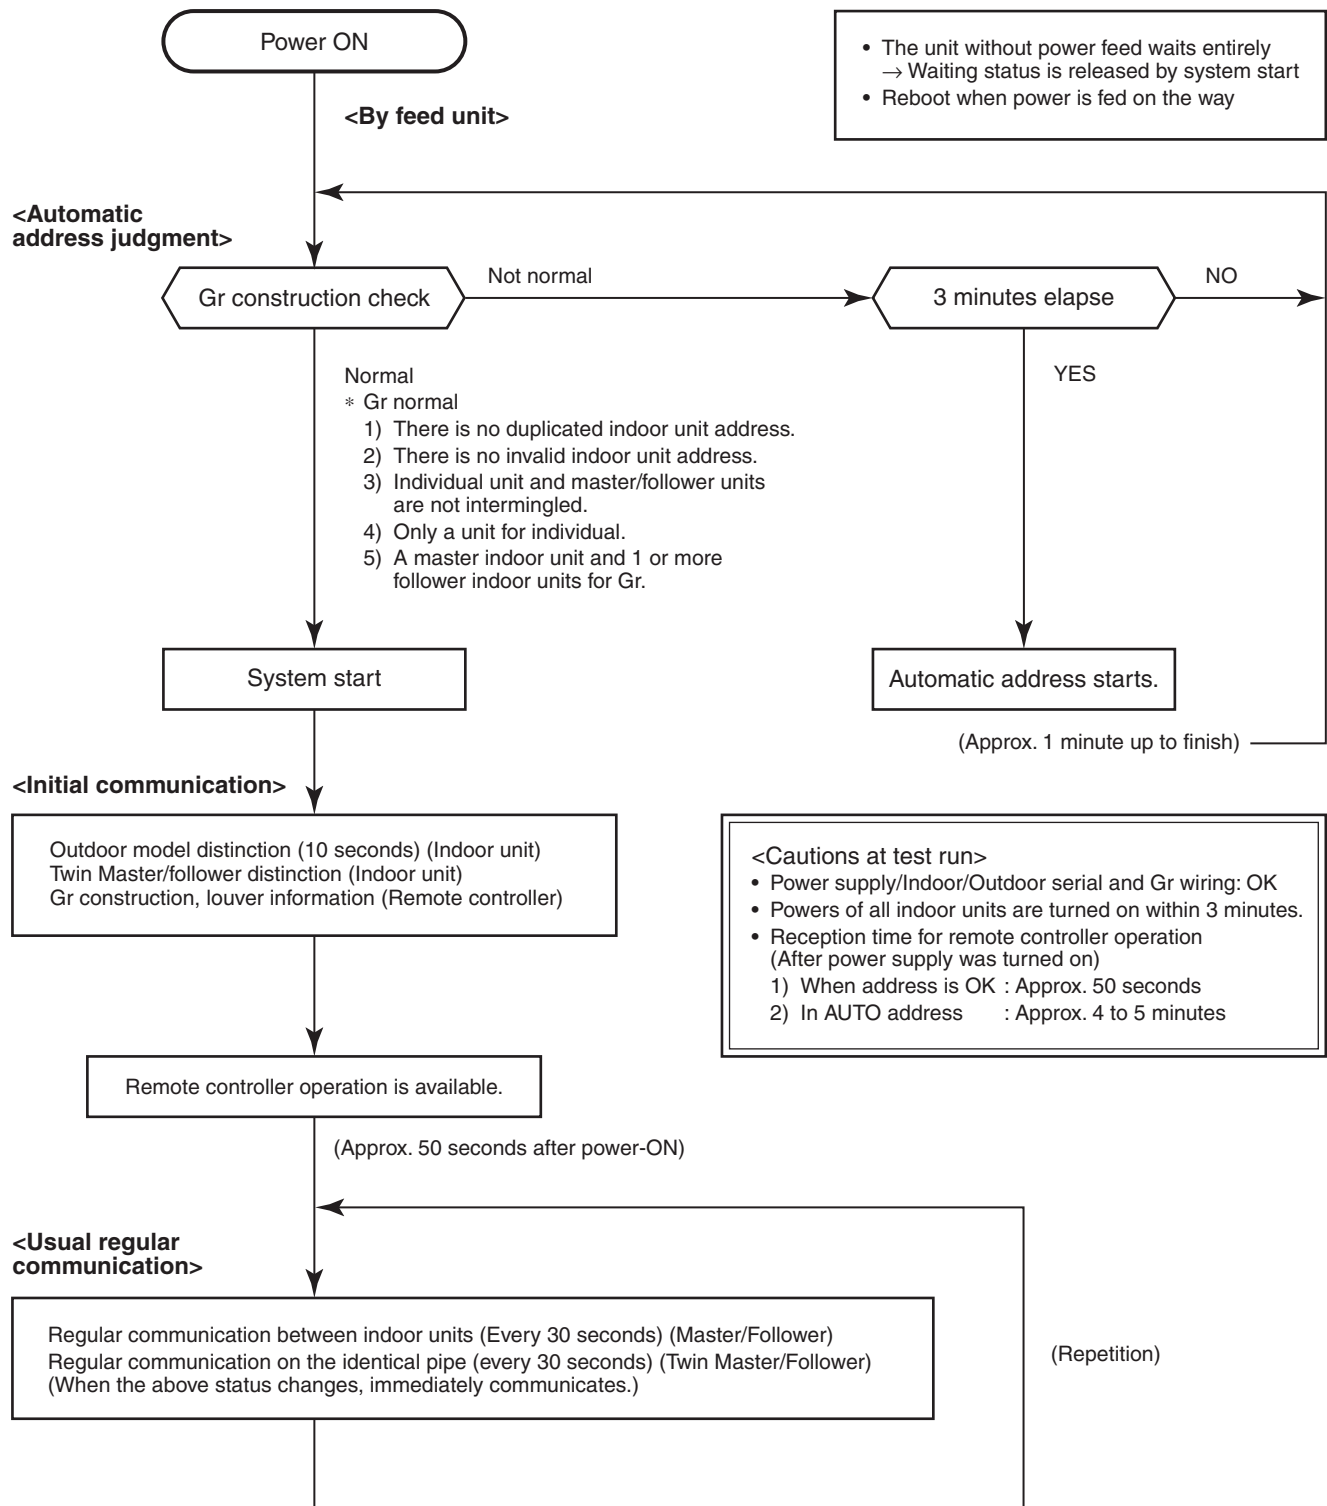 Power ON
• The unit without power feed waits entirely
→ Waiting status is released by system start
• Reboot when power is fed on the way
<By feed unit>
<Automatic
address judgment>
Gr construction check
Not normal
3 minutes elapse
NO
YES
Normal
* Gr normal
1) There is no duplicated indoor unit address.
2) There is no invalid indoor unit address.
3) Individual unit and master/follower units
are not intermingled.
4) Only a unit for individual.
5) A master indoor unit and 1 or more
follower indoor units for Gr.
System start
Automatic address starts.
(Approx. 1 minute up to finish)
<Initial communication>
Outdoor model distinction (10 seconds) (Indoor unit)
Twin Master/follower distinction (Indoor unit)
Gr construction, louver information (Remote controller)
<Cautions at test run>
• Power supply/Indoor/Outdoor serial and Gr wiring: OK
• Powers of all indoor units are turned on within 3 minutes.
• Reception time for remote controller operation
(After power supply was turned on)
1) When address is OK : Approx. 50 seconds
2) In AUTO address : Approx. 4 to 5 minutes
Remote controller operation is available.
(Approx. 50 seconds after power-ON)
<Usual regular
communication>
Regular communication between indoor units (Every 30 seconds) (Master/Follower)
Regular communication on the identical pipe (every 30 seconds) (Twin Master/Follower)
(When the above status changes, immediately communicates.)
(Repetition)